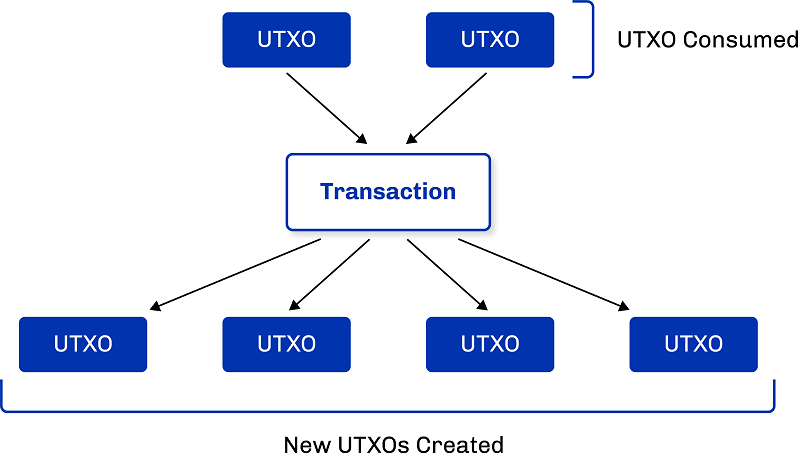 UTXO
UTXO
UTXO Consumed
Transaction
UTXO
UTXO
UTXO
UTXO
New UTXOs Created